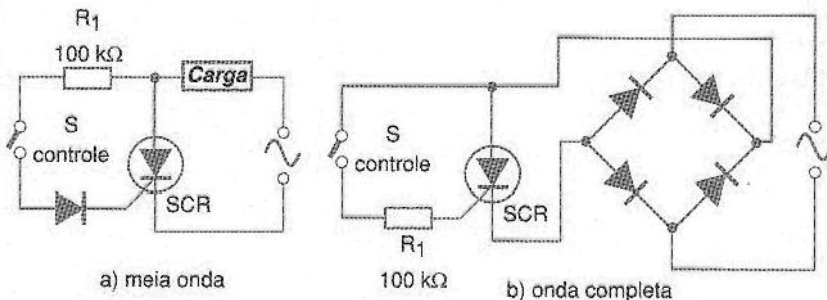 R1
100 kΩ
Carga
S
controle
SCR
a) meia onda
S
controle
SCR
R1
100 kΩ
b) onda completa